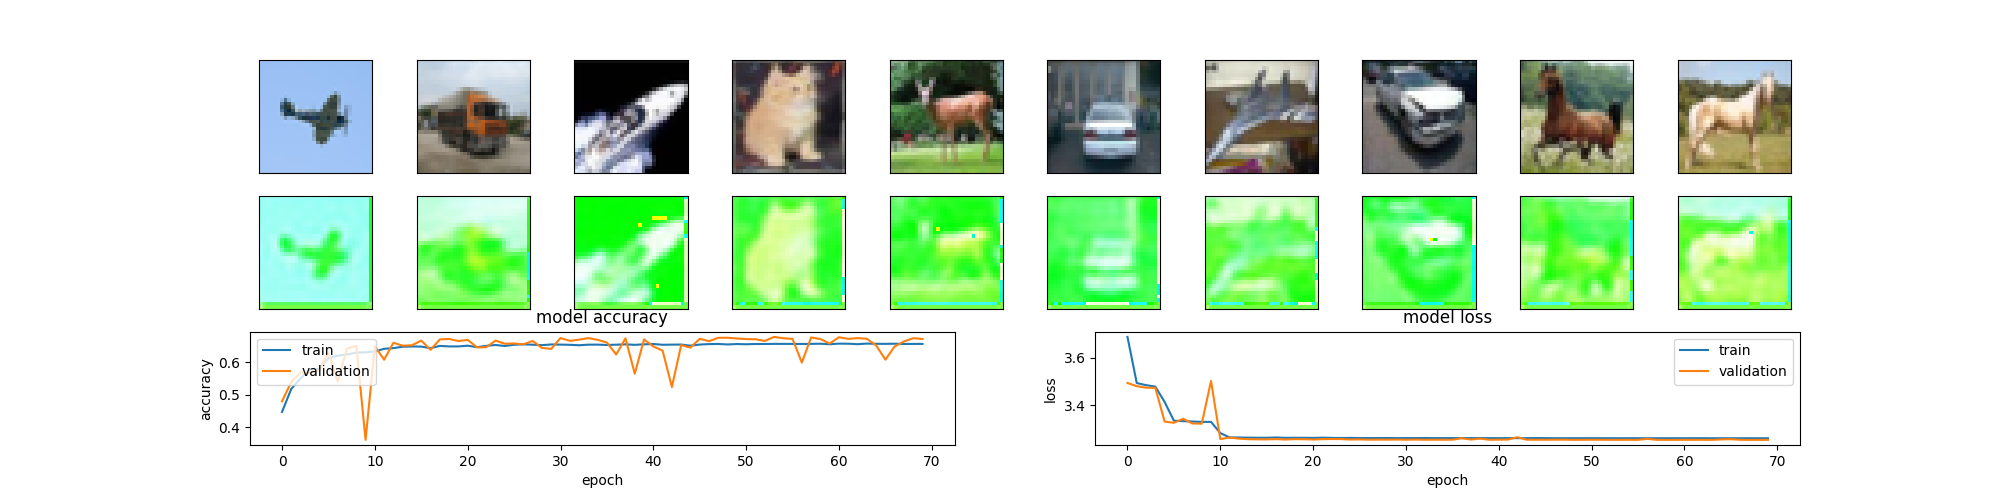 model accuracy
accuracy
0.6
0.5
0.4
train
validation
0 10 20 30 40 50 60 70
epoch
model loss
loss
3.6
3.4
train
validation
0 10 20 30 40 50 60 70
epoch